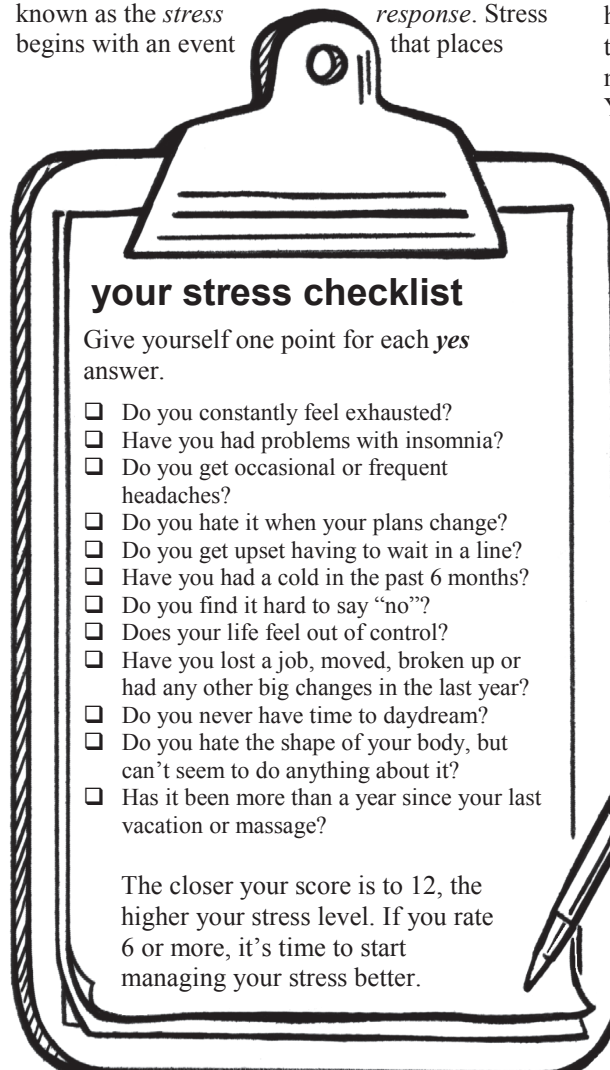 known as the stress response. Stress
begins with an event that places
your stress checklist
Give yourself one point for each yes
answer.
❑ Do you constantly feel exhausted?
❑ Have you had problems with insomnia?
❑ Do you get occasional or frequent
headaches?
❑ Do you hate it when your plans change?
❑ Do you get upset having to wait in a line?
❑ Have you had a cold in the past 6 months?
❑ Do you find it hard to say “no”?
❑ Does your life feel out of control?
❑ Have you lost a job, moved, broken up or
had any other big changes in the last year?
❑ Do you never have time to daydream?
❑ Do you hate the shape of your body, but
can’t seem to do anything about it?
❑ Has it been more than a year since your last
vacation or massage?
The closer your score is to 12, the
higher your stress level. If you rate
6 or more, it’s time to start
managing your stress better.